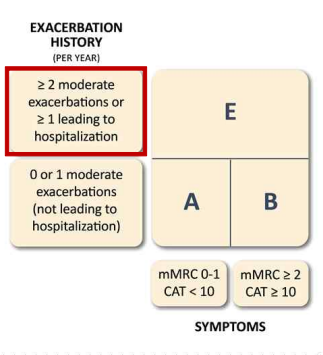 EXACERBATION
HISTORY
(PER YEAR)
≥ 2 moderate
exacerbations or
≥ 1 leading to
hospitalization
E
0 or 1 moderate
exacerbations
(not leading to
hospitalization)
A
B
mMRC 0-1
CAT < 10
mMRC ≥ 2
CAT ≥ 10
SYMPTOMS